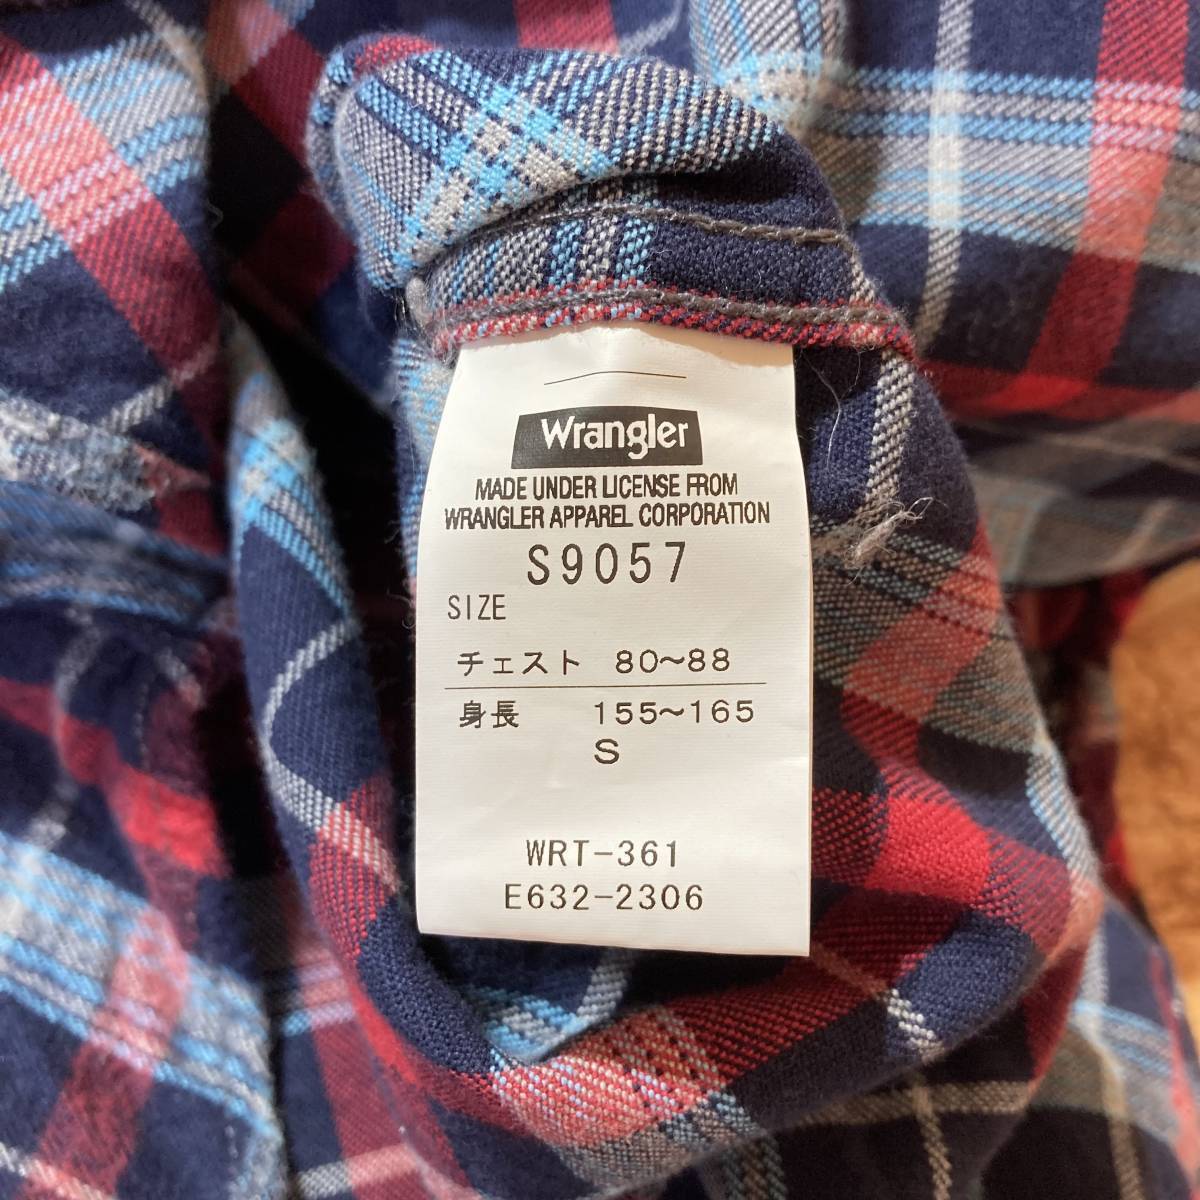 Wrangler
MADE UNDER LICENSE FROM
WRANGLER APPAREL CORPORATION
S9057
SIZE
チェスト 80～88
身長 155～165
S
WRT-361
E632-2306